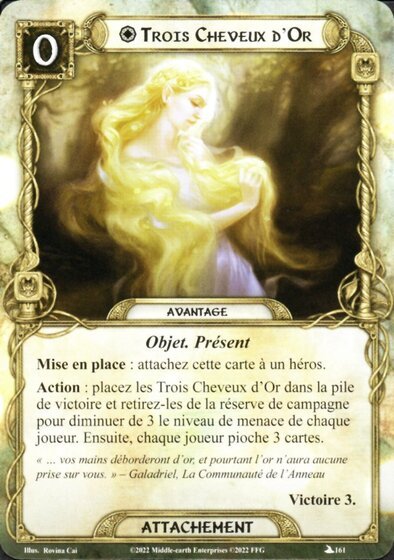 0
Trois Cheveux d'Or
AVANTAGE
Objet. Présent
Mise en place : attachez cette carte à un héros.
Action : placez les Trois Cheveux d'Or dans la pile
de victoire et retirez-les de la réserve de campagne
pour diminuer de 3 le niveau de menace de chaque
joueur. Ensuite, chaque joueur pioche 3 cartes.
« ... vos mains déborderont d'or, et pourtant l'or n'aura aucune
prise sur vous. » – Galadriel, La Communauté de l'Anneau
Victoire 3.
ATTACHEMENT
Illus. Rovina Cai ©2022 Middle-earth Enterprises ©2022 FFG 161